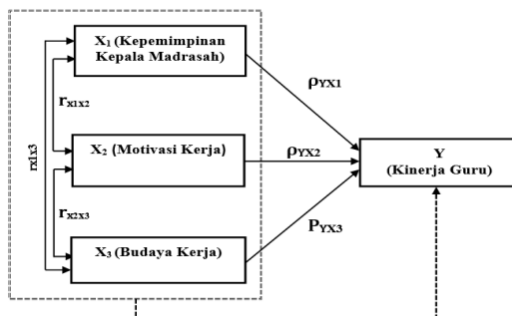 X₁ (Kepemimpinan
Kepala Madrasah)
ρYX1
rX1X2
rx1x3
X₂ (Motivasi Kerja)
ρYX2
Y
(Kinerja Guru)
rX2X3
PYX3
X₃ (Budaya Kerja)